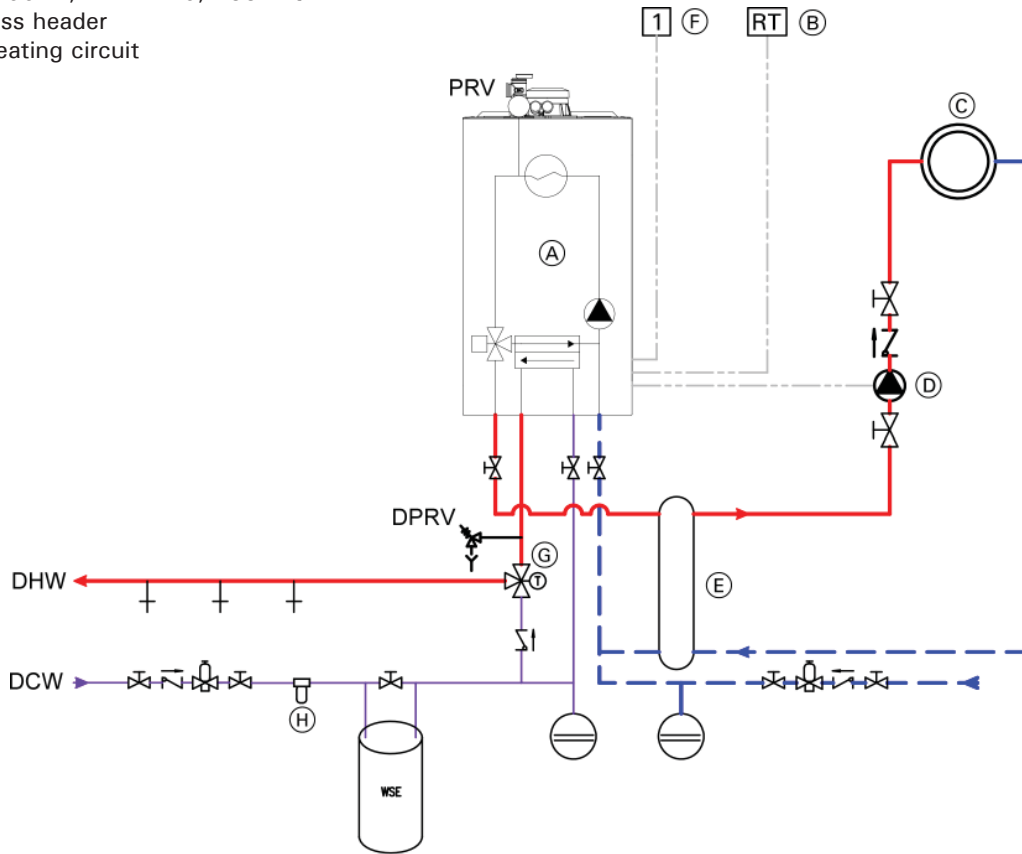 ss header
eating circuit
1 F RT B
PRV
C
A
D
DPRV
G
DHW T
E
DCW
H
WSE